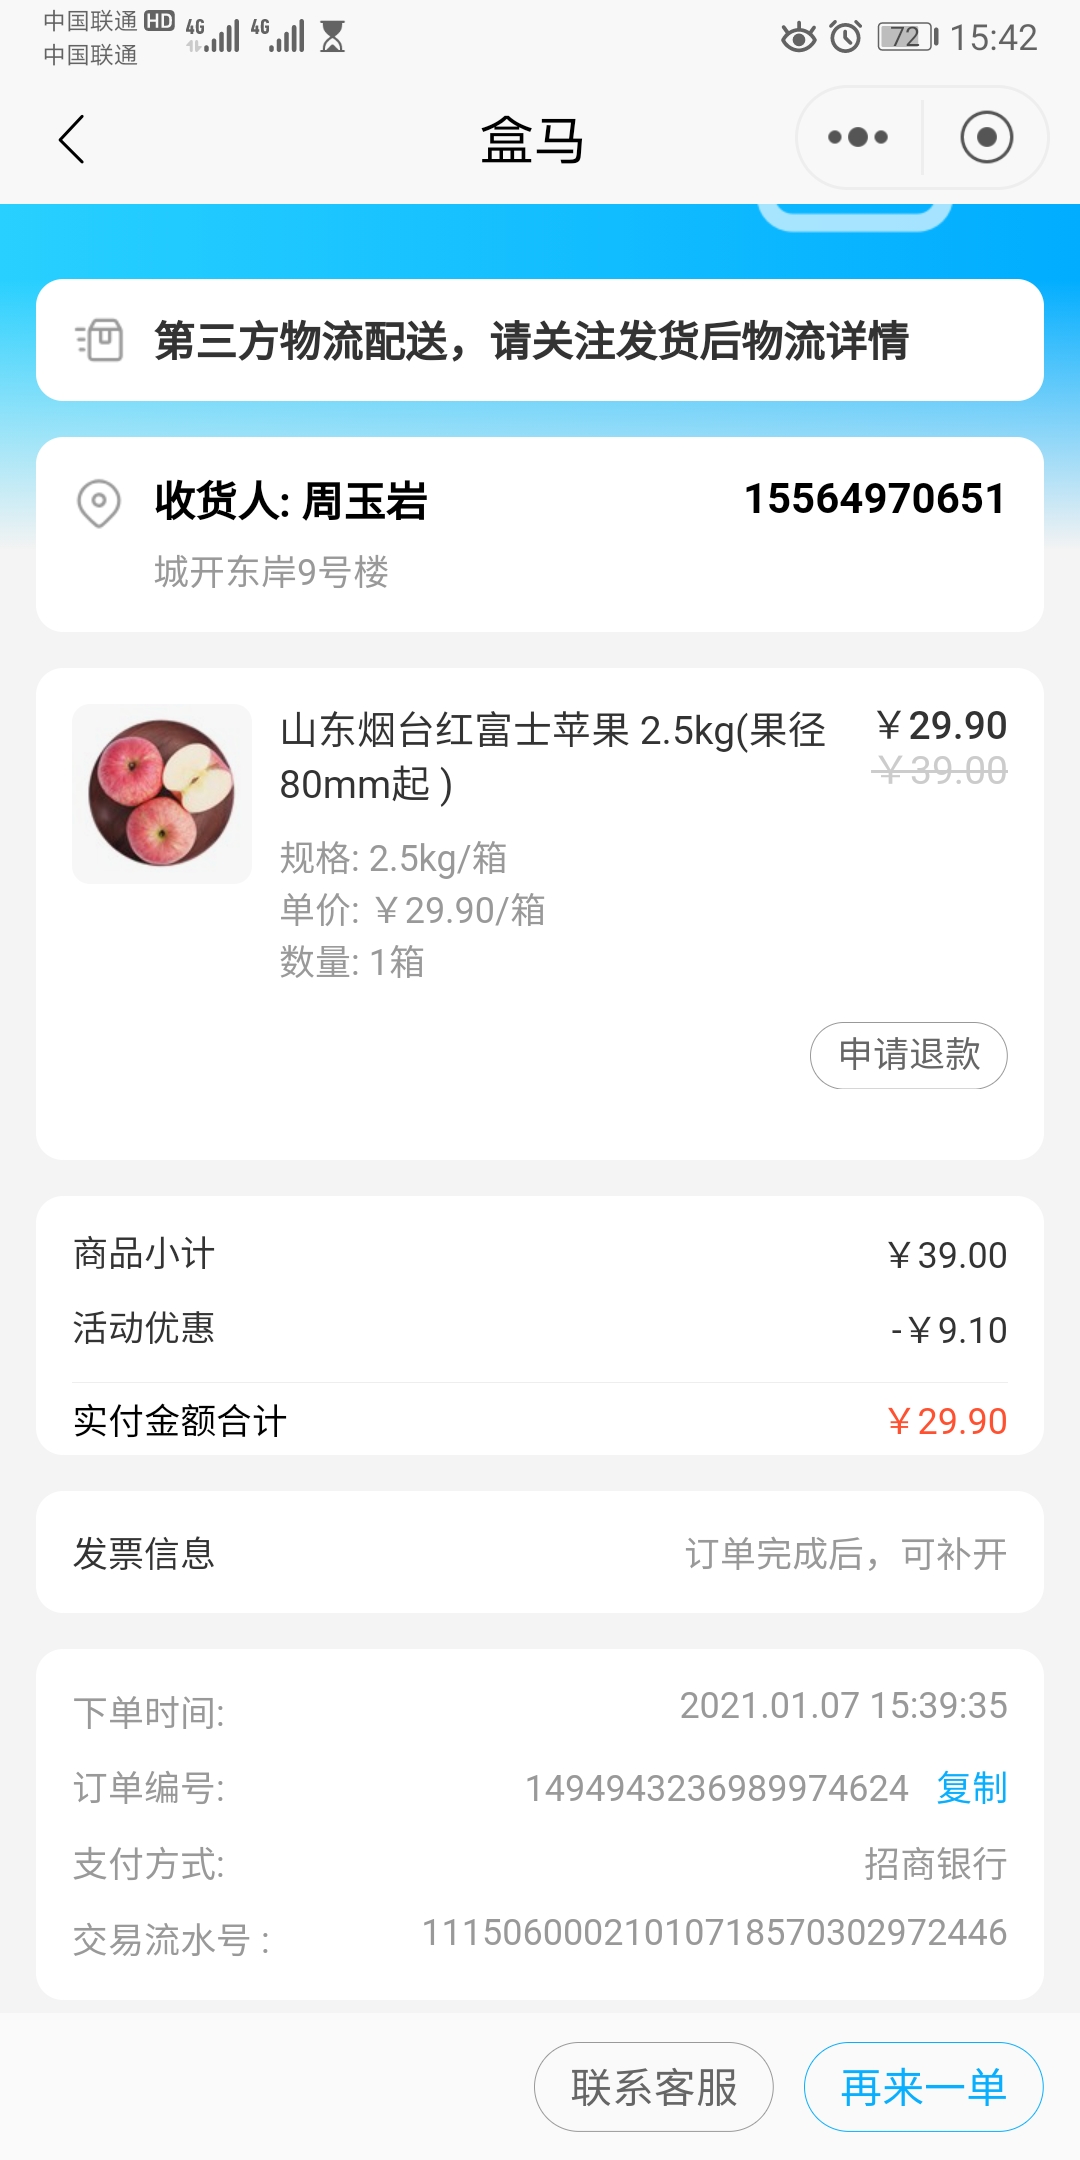 中国联通 HD 4G 4G 72 15:42
中国联通
盒马
第三方物流配送，请关注发货后物流详情
收货人: 周玉岩 15564970651
城开东岸9号楼
山东烟台红富士苹果 2.5kg(果径 ￥29.90
80mm起 ) ￥39.00
规格: 2.5kg/箱
单价: ￥29.90/箱
数量: 1箱
申请退款
商品小计 ￥39.00
活动优惠 -￥9.10
实付金额合计 ￥29.90
发票信息 订单完成后，可补开
下单时间: 2021.01.07 15:39:35
订单编号: 1494943236989974624 复制
支付方式: 招商银行
交易流水号 : 11150600021010718570302972446
联系客服 再来一单